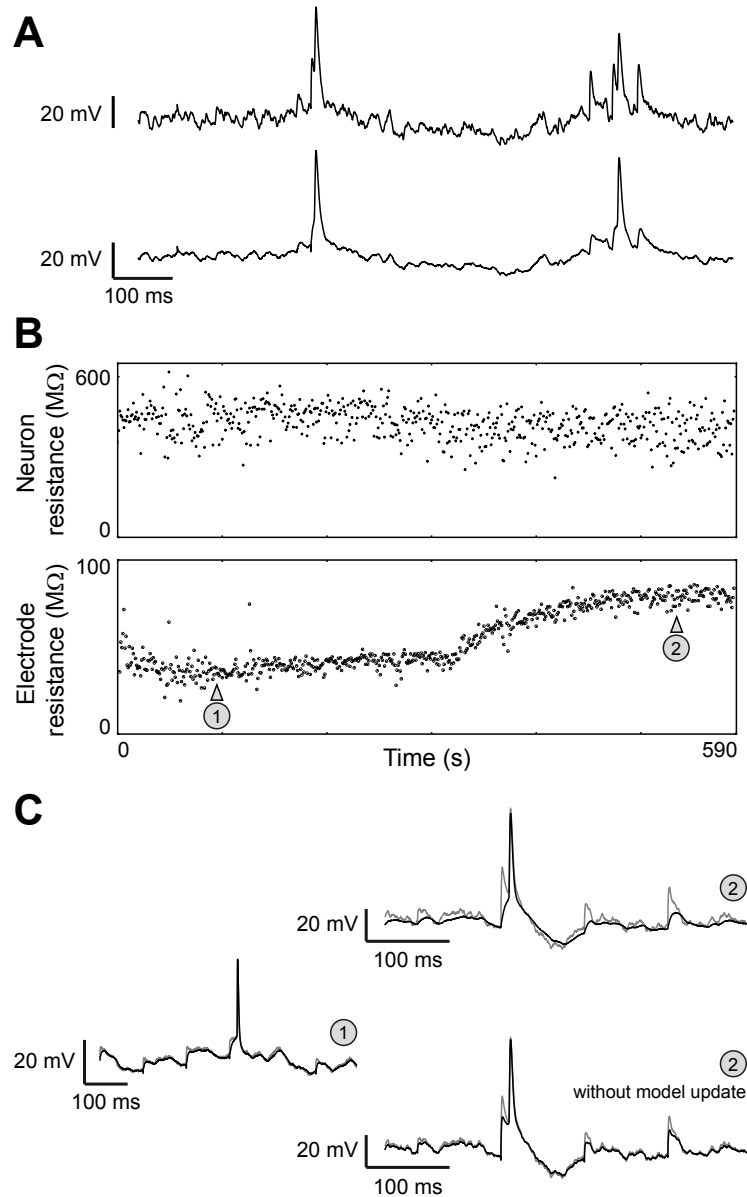 A
20 mV
20 mV
100 ms
B
600
Neuron
resistance (MΩ)
0
100
Electrode
resistance (MΩ)
0
1
2
0
Time (s)
590
C
2
20 mV
100 ms
1
20 mV
100 ms
2
without model update
20 mV
100 ms